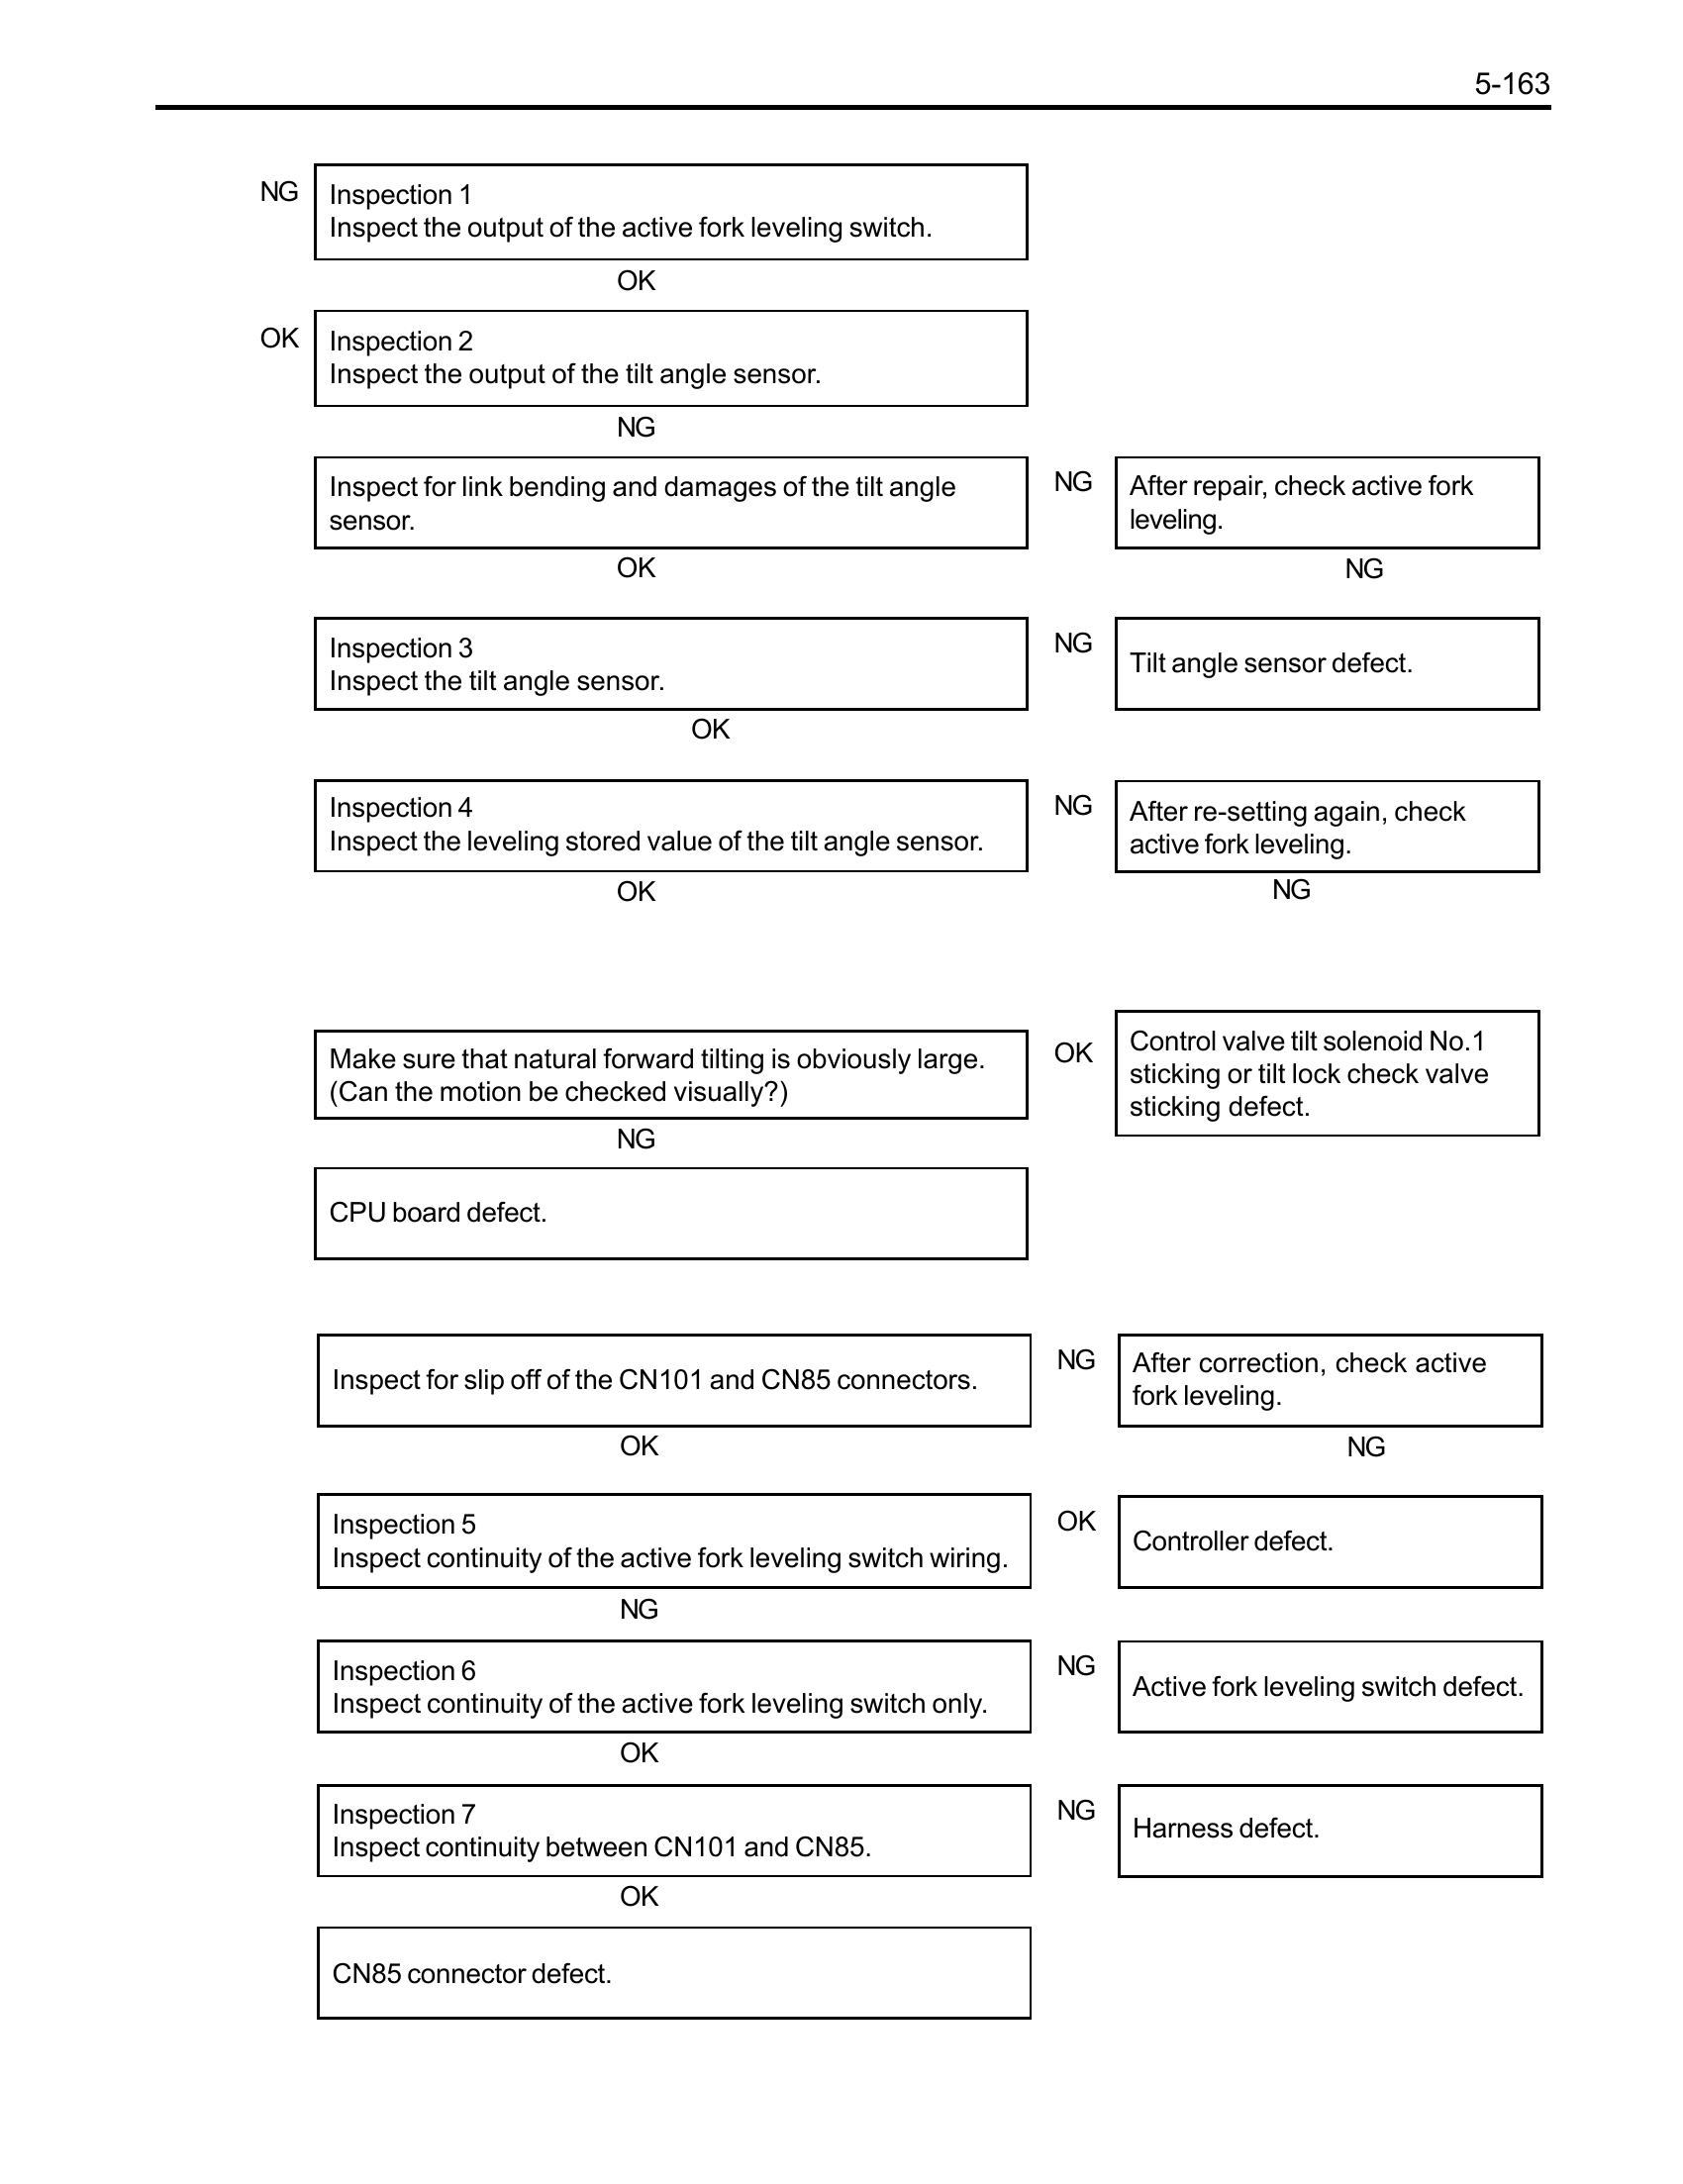 5-163
NG
Inspection 1
Inspect the output of the active fork leveling switch.
OK
OK
Inspection 2
Inspect the output of the tilt angle sensor.
NG
Inspect for link bending and damages of the tilt angle
sensor.
NG
After repair, check active fork
leveling.
OK
NG
Inspection 3
Inspect the tilt angle sensor.
NG
Tilt angle sensor defect.
OK
Inspection 4
Inspect the leveling stored value of the tilt angle sensor.
NG
After re-setting again, check
active fork leveling.
OK
NG
Make sure that natural forward tilting is obviously large.
(Can the motion be checked visually?)
OK
Control valve tilt solenoid No.1
sticking or tilt lock check valve
sticking defect.
NG
CPU board defect.
Inspect for slip off of the CN101 and CN85 connectors.
NG
After correction, check active
fork leveling.
OK
NG
Inspection 5
Inspect continuity of the active fork leveling switch wiring.
OK
Controller defect.
NG
Inspection 6
Inspect continuity of the active fork leveling switch only.
NG
Active fork leveling switch defect.
OK
Inspection 7
Inspect continuity between CN101 and CN85.
NG
Harness defect.
OK
CN85 connector defect.